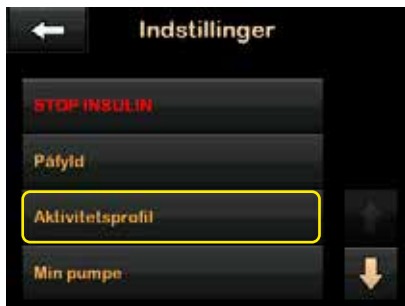 Indstillinger
STOP INSULIN
Påfyld
Aktivitetsprofil
Min pumpe